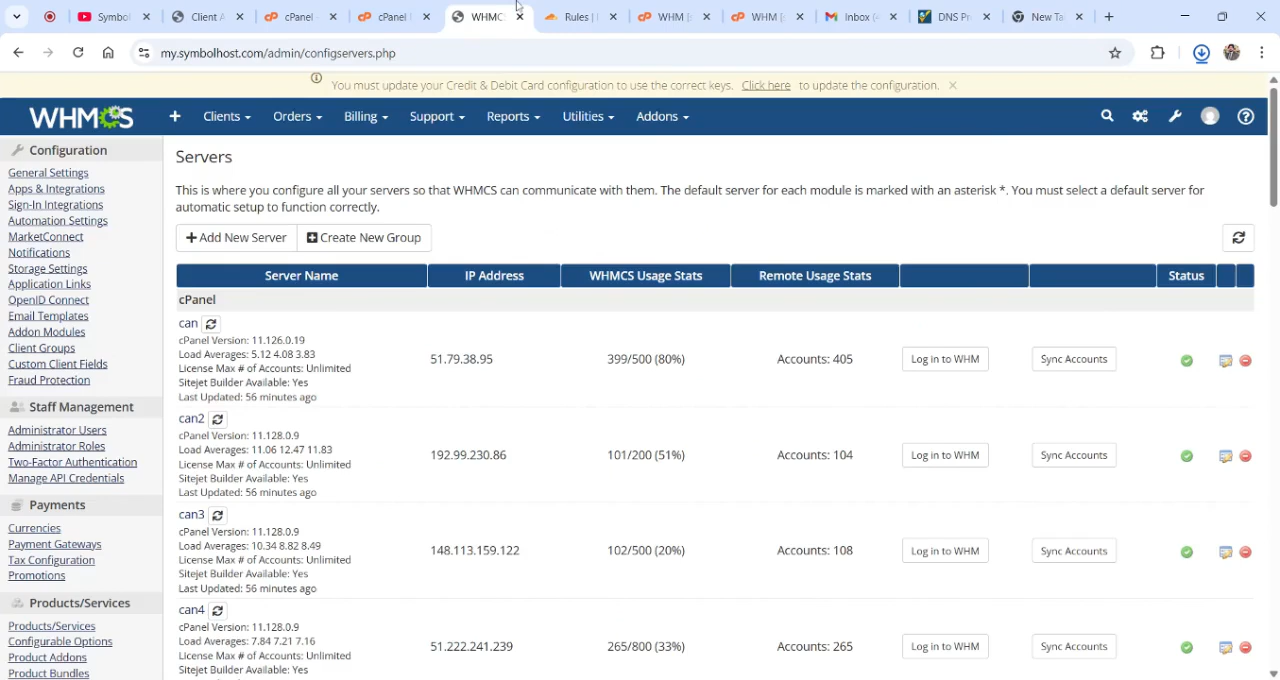 Symbol
Client A
cPanel
cPanel
WHMCS
Rules |
WHM [
WHM [
Inbox (4
DNS Pr
New Ta
my.symbolhost.com/admin/configservers.php
You must update your Credit & Debit Card configuration to use the correct keys. Click here to update the configuration.
WHMCS
Clients
Orders
Billing
Support
Reports
Utilities
Addons
Configuration
General Settings
Apps & Integrations
Sign-In Integrations
Automation Settings
MarketConnect
Notifications
Storage Settings
Application Links
OpenID Connect
Email Templates
Addon Modules
Client Groups
Custom Client Fields
Fraud Protection
Staff Management
Administrator Users
Administrator Roles
Two-Factor Authentication
Manage API Credentials
Payments
Currencies
Payment Gateways
Tax Configuration
Promotions
Products/Services
Products/Services
Configurable Options
Product Addons
Product Bundles
Servers
This is where you configure all your servers so that WHMCS can communicate with them. The default server for each module is marked with an asterisk *. You must select a default server for
automatic setup to function correctly.
Add New Server
Create New Group
Server Name IP Address WHMCS Usage Stats Remote Usage Stats Status
cPanel
can
cPanel Version: 11.126.0.19
Load Averages: 5.12 4.08 3.83
License Max # of Accounts: Unlimited
Sitejet Builder Available: Yes
Last Updated: 56 minutes ago
51.79.38.95 399/500 (80%) Accounts: 405 Log in to WHM Sync Accounts
can2
cPanel Version: 11.128.0.9
Load Averages: 11.06 12.47 11.83
License Max # of Accounts: Unlimited
Sitejet Builder Available: Yes
Last Updated: 56 minutes ago
192.99.230.86 101/200 (51%) Accounts: 104 Log in to WHM Sync Accounts
can3
cPanel Version: 11.128.0.9
Load Averages: 10.34 8.82 8.49
License Max # of Accounts: Unlimited
Sitejet Builder Available: Yes
Last Updated: 56 minutes ago
148.113.159.122 102/500 (20%) Accounts: 108 Log in to WHM Sync Accounts
can4
cPanel Version: 11.128.0.9
Load Averages: 7.84 7.21 7.16
License Max # of Accounts: Unlimited
Sitejet Builder Available: Yes
51.222.241.239 265/800 (33%) Accounts: 265 Log in to WHM Sync Accounts